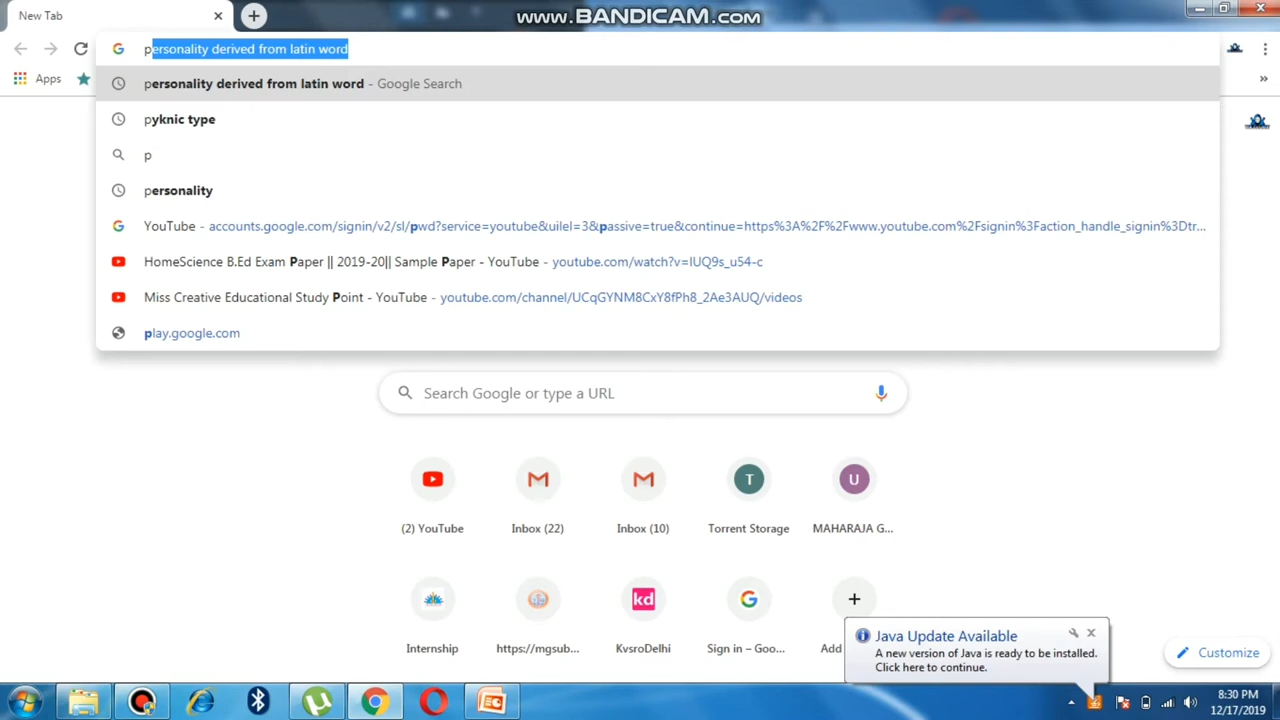 New Tab
www.BANDICAM.com
personality derived from latin word
Apps
»
personality derived from latin word - Google Search
pyknic type
p
personality
YouTube - accounts.google.com/signin/v2/sl/pwd?service=youtube&uilel=3&passive=true&continue=https%3A%2F%2Fwww.youtube.com%2Fsignin%3Faction_handle_signin%3Dtr...
HomeScience B.Ed Exam Paper || 2019-20|| Sample Paper - YouTube - youtube.com/watch?v=IUQ9s_u54-c
Miss Creative Educational Study Point - YouTube - youtube.com/channel/UCqGYNM8CxY8fPh8_2Ae3AUQ/videos
play.google.com
Search Google or type a URL
T
U
(2) YouTube
Inbox (22)
Inbox (10)
Torrent Storage
MAHARAJA G...
kd
Internship
https://mgsub...
KvsroDelhi
Sign in – Goo...
Add
Java Update Available
A new version of Java is ready to be installed.
Click here to continue.
Customize
8:30 PM
12/17/2019